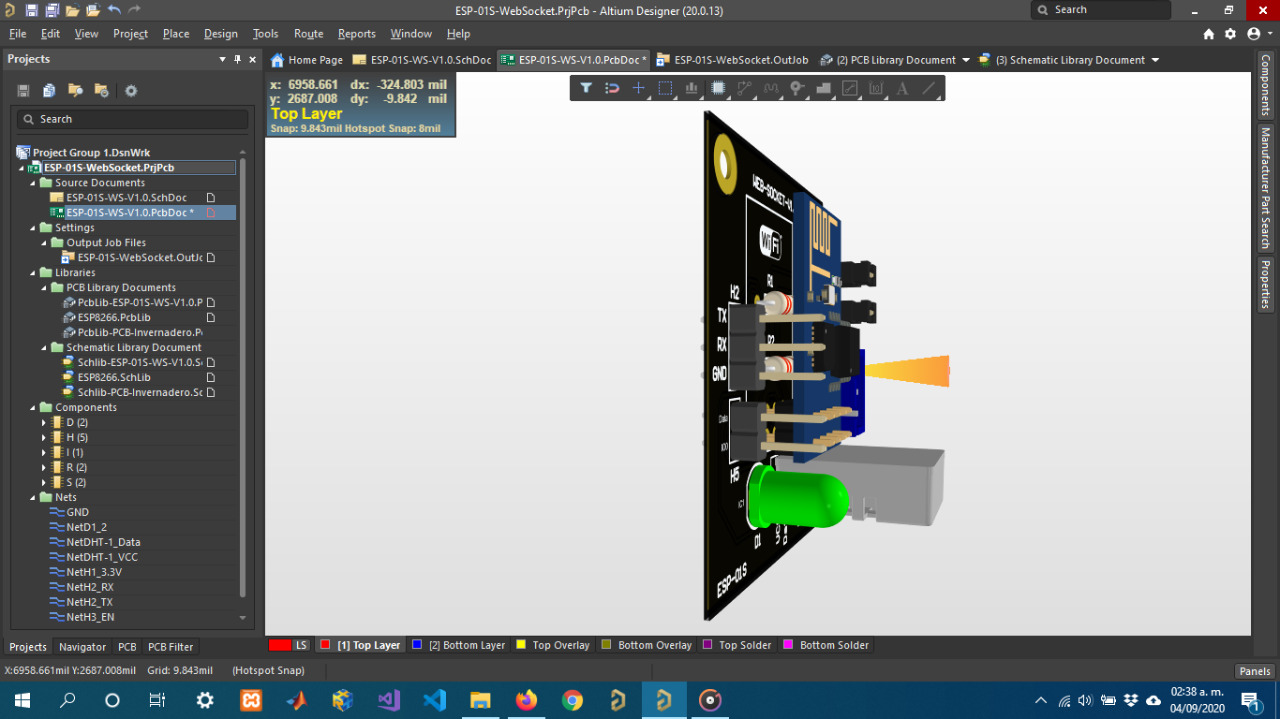 ESP-01S-WebSocket.PrjPcb - Altium Designer (20.0.13)
Search
File Edit View Project Place Design Tools Route Reports Window Help
Projects
Home Page ESP-01S-WS-V1.0.SchDoc ESP-01S-WS-V1.0.PcbDoc * ESP-01S-WebSocket.OutJob (2) PCB Library Document (3) Schematic Library Document
x: 6958.661 dx: -324.803 mil
y: 2687.008 dy: -9.842 mil
Top Layer
Snap: 9.843mil Hotspot Snap: 8mil
Search
Project Group 1.DsnWrk
ESP-01S-WebSocket.PrjPcb
Source Documents
ESP-01S-WS-V1.0.SchDoc
ESP-01S-WS-V1.0.PcbDoc *
Settings
Output Job Files
ESP-01S-WebSocket.OutJo
Libraries
PCB Library Documents
PcbLib-ESP-01S-WS-V1.0.P
ESP8266.PcbLib
PcbLib-PCB-Invernadero.P
Schematic Library Document
Schlib-ESP-01S-WS-V1.0.S
ESP8266.SchLib
Schlib-PCB-Invernadero.Sc
Components
D (2)
H (5)
I (1)
R (2)
S (2)
Nets
GND
NetD1_2
NetDHT-1_Data
NetDHT-1_VCC
NetH1_3.3V
NetH2_RX
NetH2_TX
NetH3_EN
WEB-SOCKET-V1.
WiFi
R1
H2
TX
RX
R2
GND
Data
IO0
H5
IC1
D1
ESP-01S
Components
Manufacturer Part Search
Properties
Projects Navigator PCB PCB Filter
LS [1] Top Layer [2] Bottom Layer Top Overlay Bottom Overlay Top Solder Bottom Solder
X:6958.661mil Y:2687.008mil Grid: 9.843mil (Hotspot Snap)
Panels
02:38 a. m.
04/09/2020
1